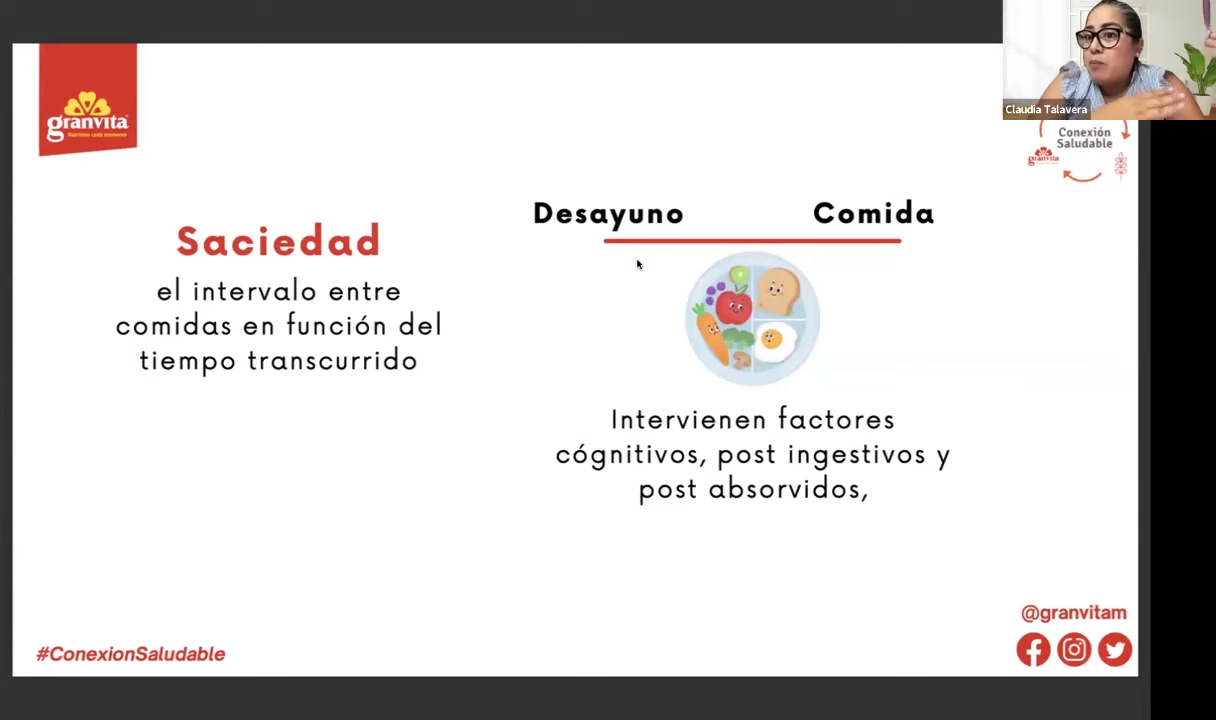 granvita
Claudia Talavera
Conexión
Saludable
granvita
Desayuno Comida
Saciedad
el intervalo entre
comidas en función del
tiempo transcurrido
Intervienen factores
cógnitivos, post ingestivos y
post absorvidos,
@granvitam
#ConexionSaludable